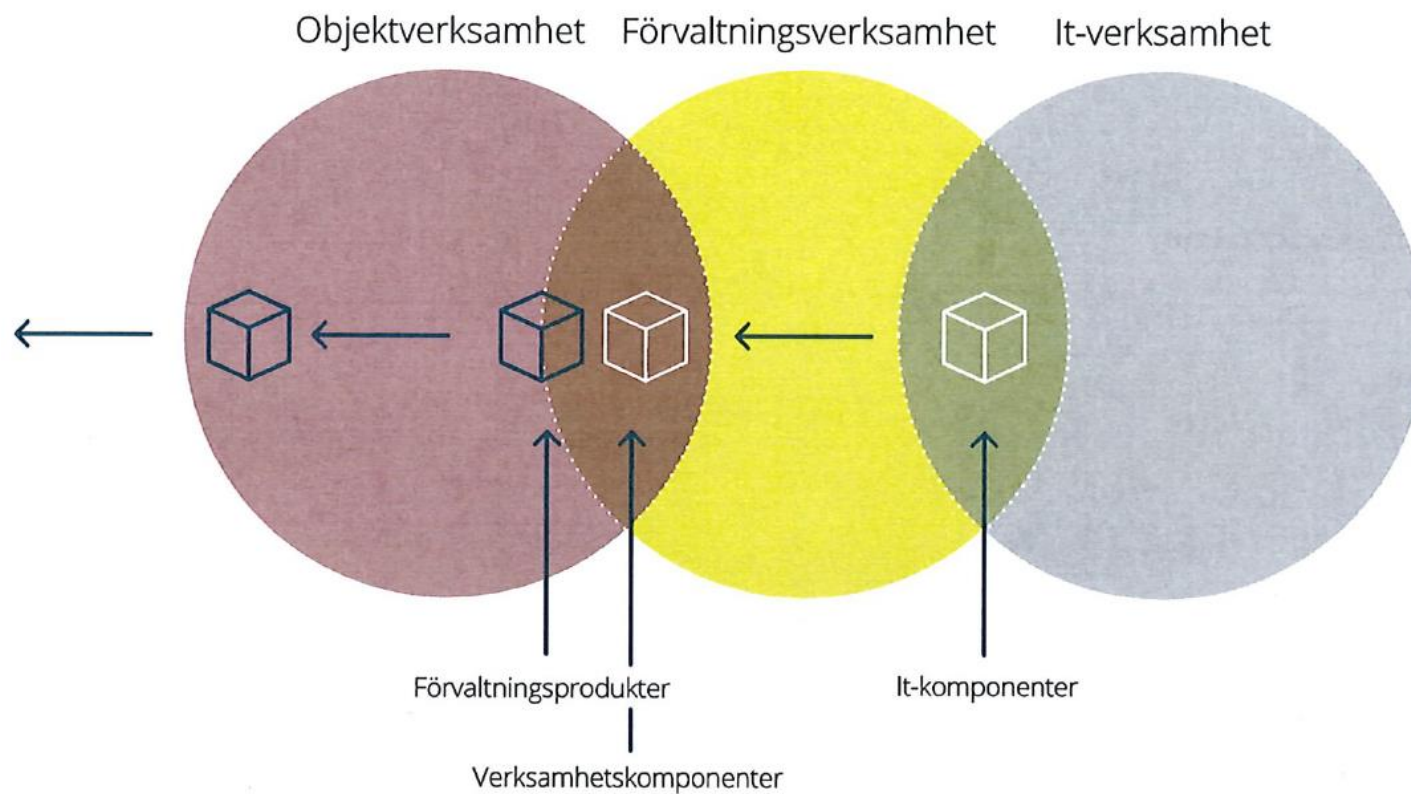 Objektverksamhet
Förvaltningsverksamhet
It-verksamhet
Förvaltningsprodukter
It-komponenter
Verksamhetskomponenter